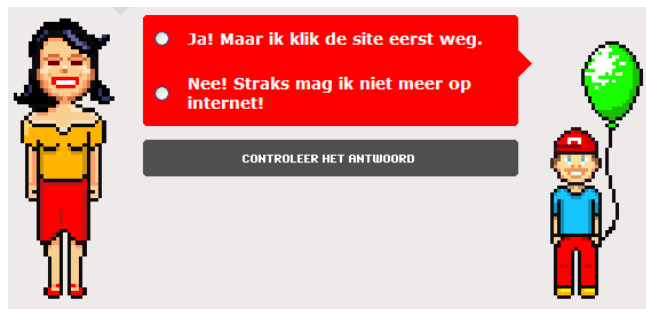 Ja! Maar ik klik de site eerst weg.
Nee! Straks mag ik niet meer op
internet!
CONTROLEER HET ANTWOORD